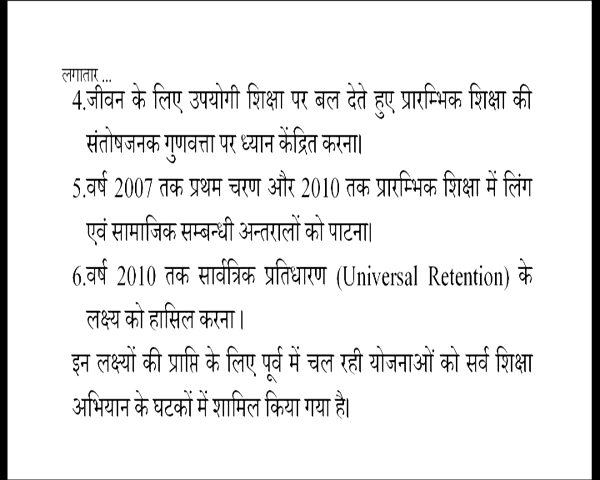 लगातार ...
4.जीवन के लिए उपयोगी शिक्षा पर बल देते हुए प्रारम्भिक शिक्षा की
संतोषजनक गुणवत्ता पर ध्यान केंद्रित करना।
5.वर्ष 2007 तक प्रथम चरण और 2010 तक प्रारम्भिक शिक्षा में लिंग
एवं सामाजिक सम्बन्धी अन्तरालों को पाटना।
6.वर्ष 2010 तक सार्वत्रिक प्रतिधारण (Universal Retention) के
लक्ष्य को हासिल करना ।
इन लक्ष्यों की प्राप्ति के लिए पूर्व में चल रही योजनाओं को सर्व शिक्षा
अभियान के घटकों में शामिल किया गया है।